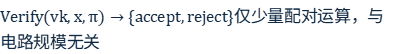 Verify(vk, x, π) → {accept, reject}仅少量配对运算，与
电路规模无关